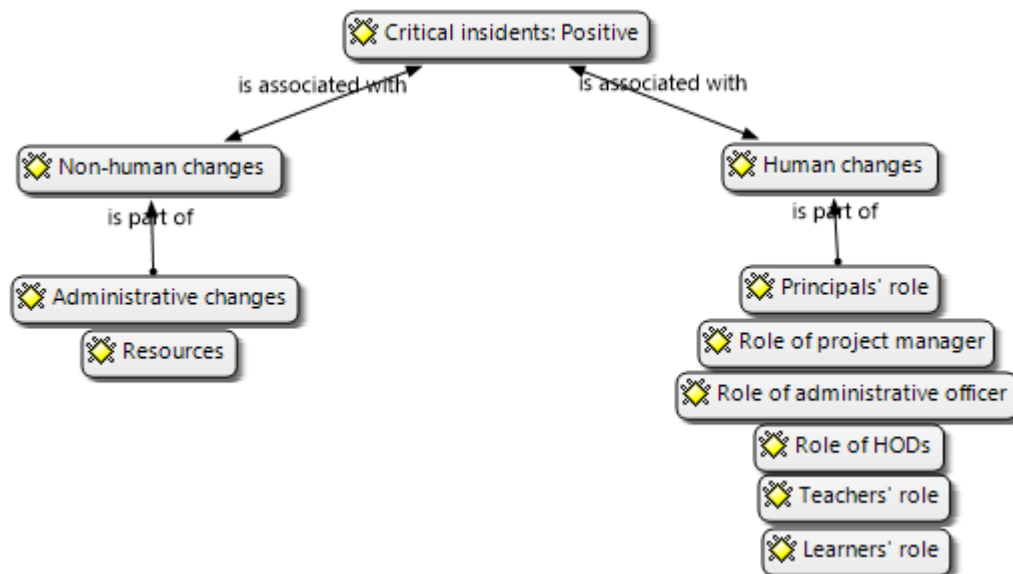 Critical insidents: Positive
is associated with
is associated with
Non-human changes
Human changes
is part of
is part of
Administrative changes
Resources
Principals' role
Role of project manager
Role of administrative officer
Role of HODs
Teachers' role
Learners' role